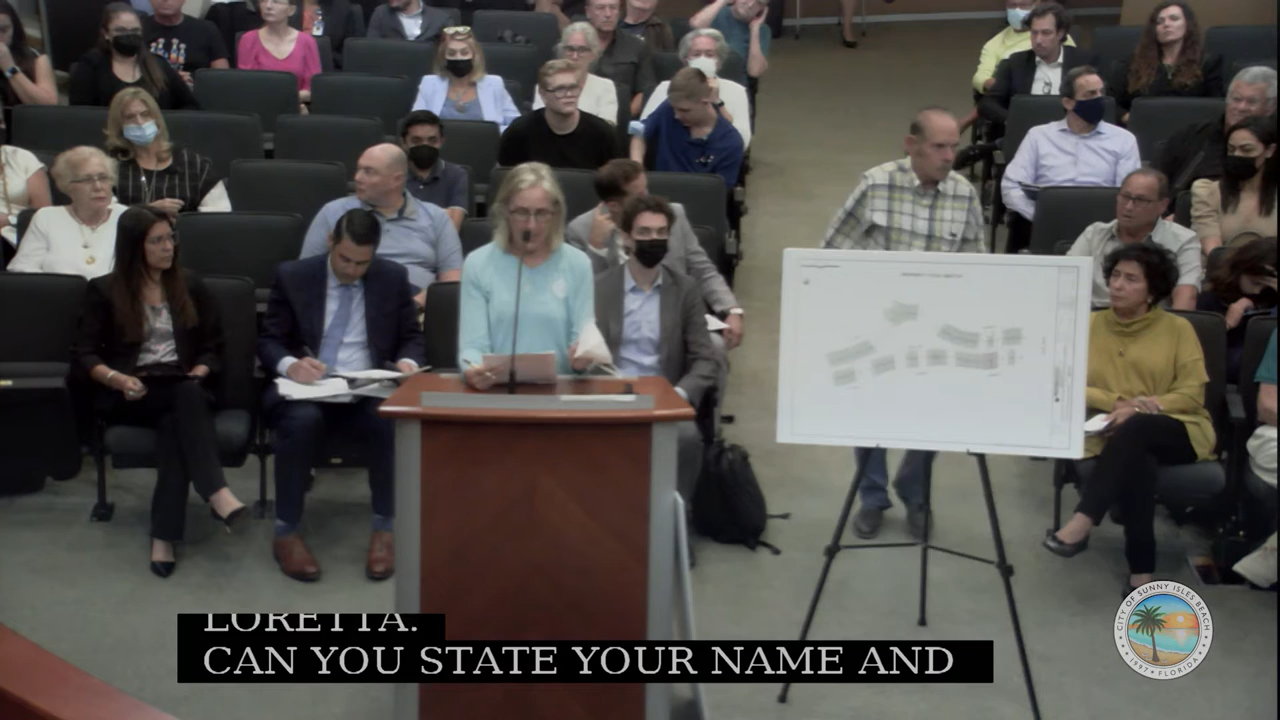 LORETTA.
CAN YOU STATE YOUR NAME AND
CITY OF SUNNY ISLES BEACH
• 1997 • FLORIDA •